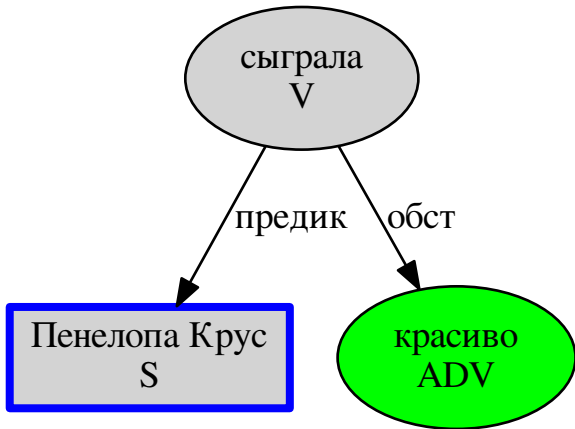 сыграла
V
предик
обст
Пенелопа Крус
S
красиво
ADV